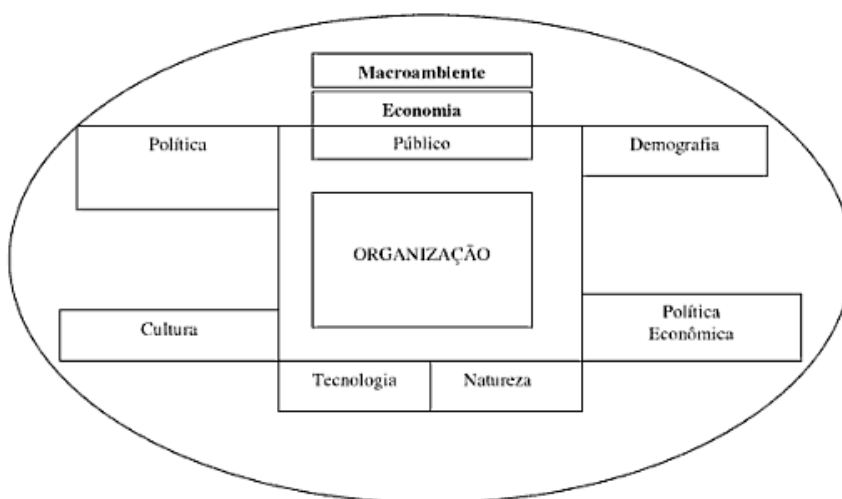 Macroambiente
Economia
Política
Público
Demografia
ORGANIZAÇÃO
Cultura
Política
Econômica
Tecnologia
Natureza